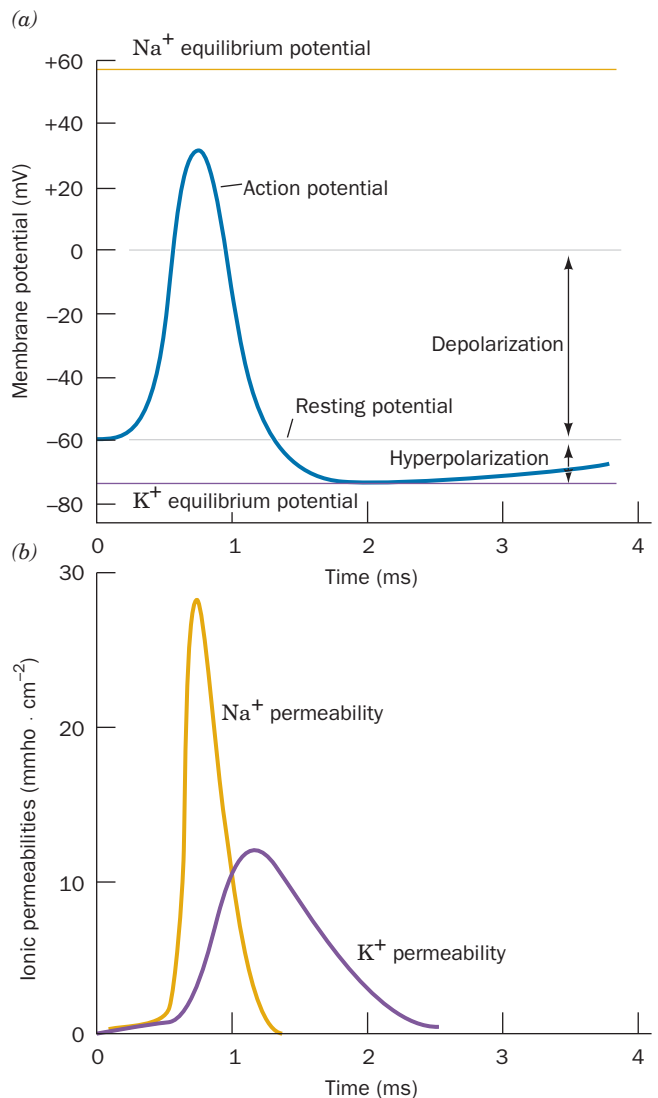 (a)
Na+ equilibrium potential
+60
+40
+20
0
–20
–40
–60
–80
Membrane potential (mV)
Action potential
Depolarization
Resting potential
Hyperpolarization
K+ equilibrium potential
0 1 2 3 4
Time (ms)
(b)
30
20
10
0
Ionic permeabilities (mmho · cm–2)
Na+ permeability
K+ permeability
0 1 2 3 4
Time (ms)